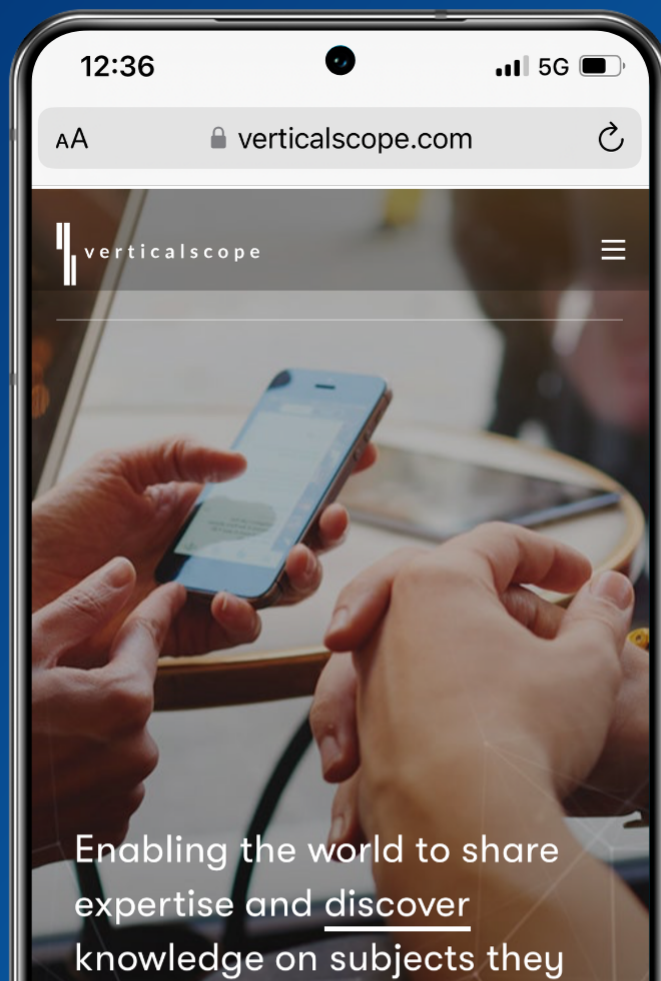 12:36
5G
AA
verticalscope.com
verticalscope
Enabling the world to share
expertise and discover
knowledge on subjects they